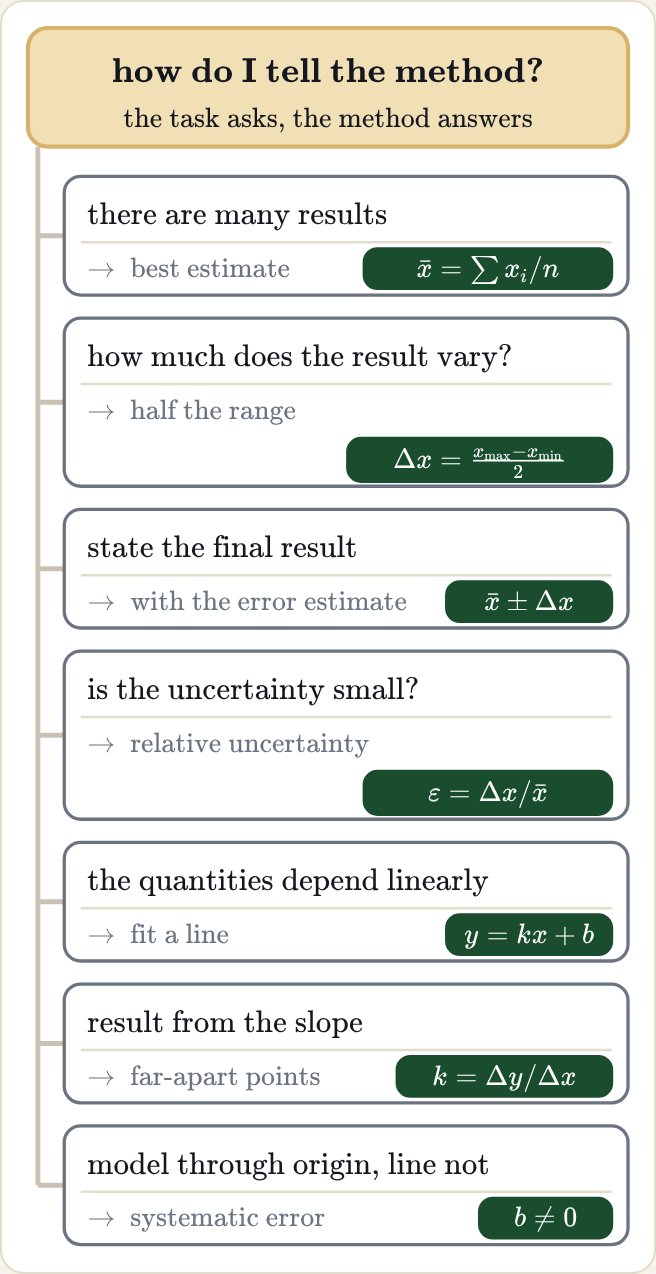 how do I tell the method?
the task asks, the method answers
there are many results
→ best estimate x̄ = ∑ xᵢ/n
how much does the result vary?
→ half the range
Δx = (x_max − x_min)/2
state the final result
→ with the error estimate x̄ ± Δx
is the uncertainty small?
→ relative uncertainty
ε = Δx/x̄
the quantities depend linearly
→ fit a line y = kx + b
result from the slope
→ far-apart points k = Δy/Δx
model through origin, line not
→ systematic error b ≠ 0